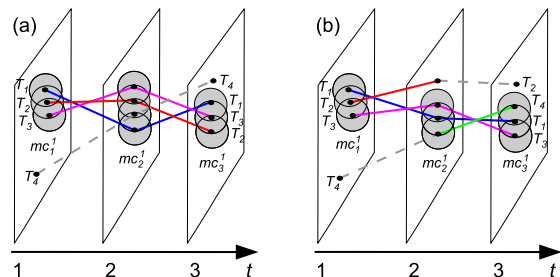 (a)
T₁
T₂
T₃
mc₁¹
T₄
mc₂¹
T₄
T₁
T₃
T₂
mc₃¹
1 2 3 t
(b)
T₁
T₂
T₃
mc₁¹
T₄
mc₂¹
T₂
T₄
T₁
T₃
mc₃¹
1 2 3 t